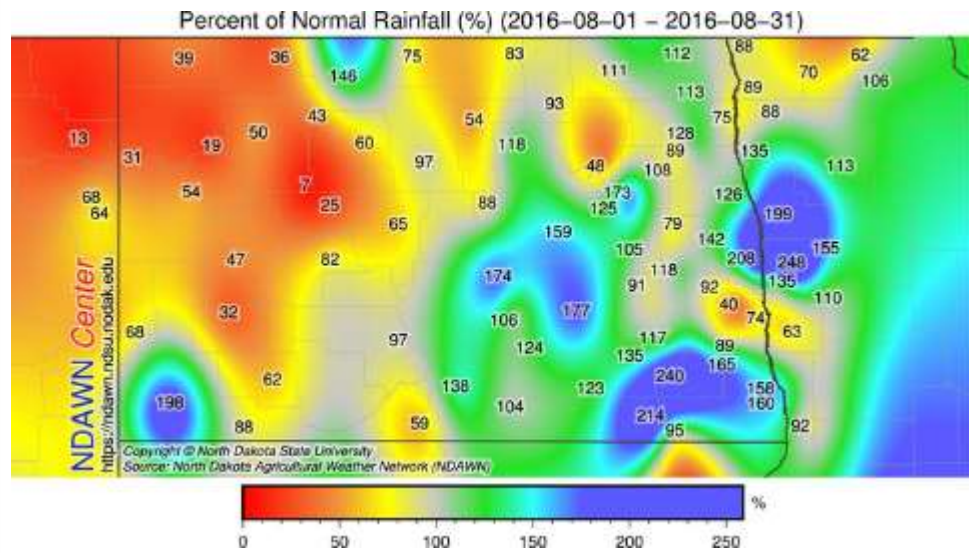 Percent of Normal Rainfall (%) (2016-08-01 - 2016-08-31)
39 36 75 83 112 88 62
146 111 70 106
113 89
43 54 93 75 88
13 19 50 60 118 128
31 97 48 89 135 113
108
68 54 7 88 173 126
64 25 125 199
65 159 79
142 155
47 82 105 208 248
174 118 135
91 92 110
32 177 40
106 74 63
68 97 124 117 89
135 165
62 138 123 240 158
198 104 160
88 59 214 95 92
NDAWN Center
https://ndawn.ndsu.nodak.edu
Copyright © North Dakota State University
Source: North Dakota Agricultural Weather Network (NDAWN)
%
0 50 100 150 200 250